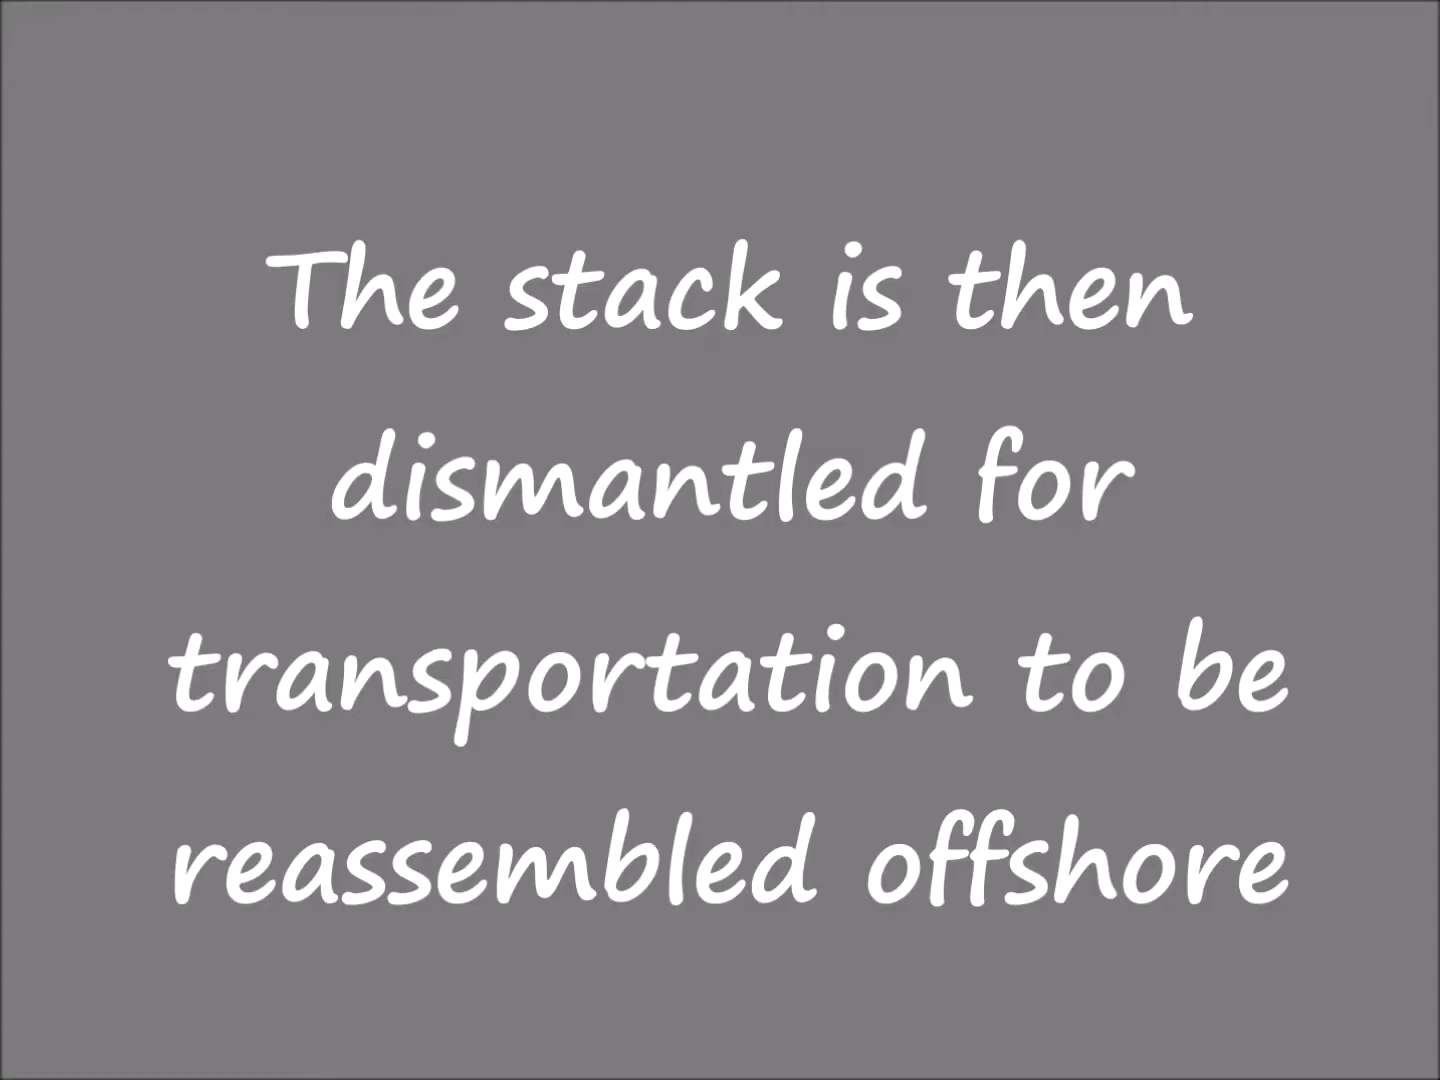 The stack is then
dismantled for
transportation to be
reassembled offshore